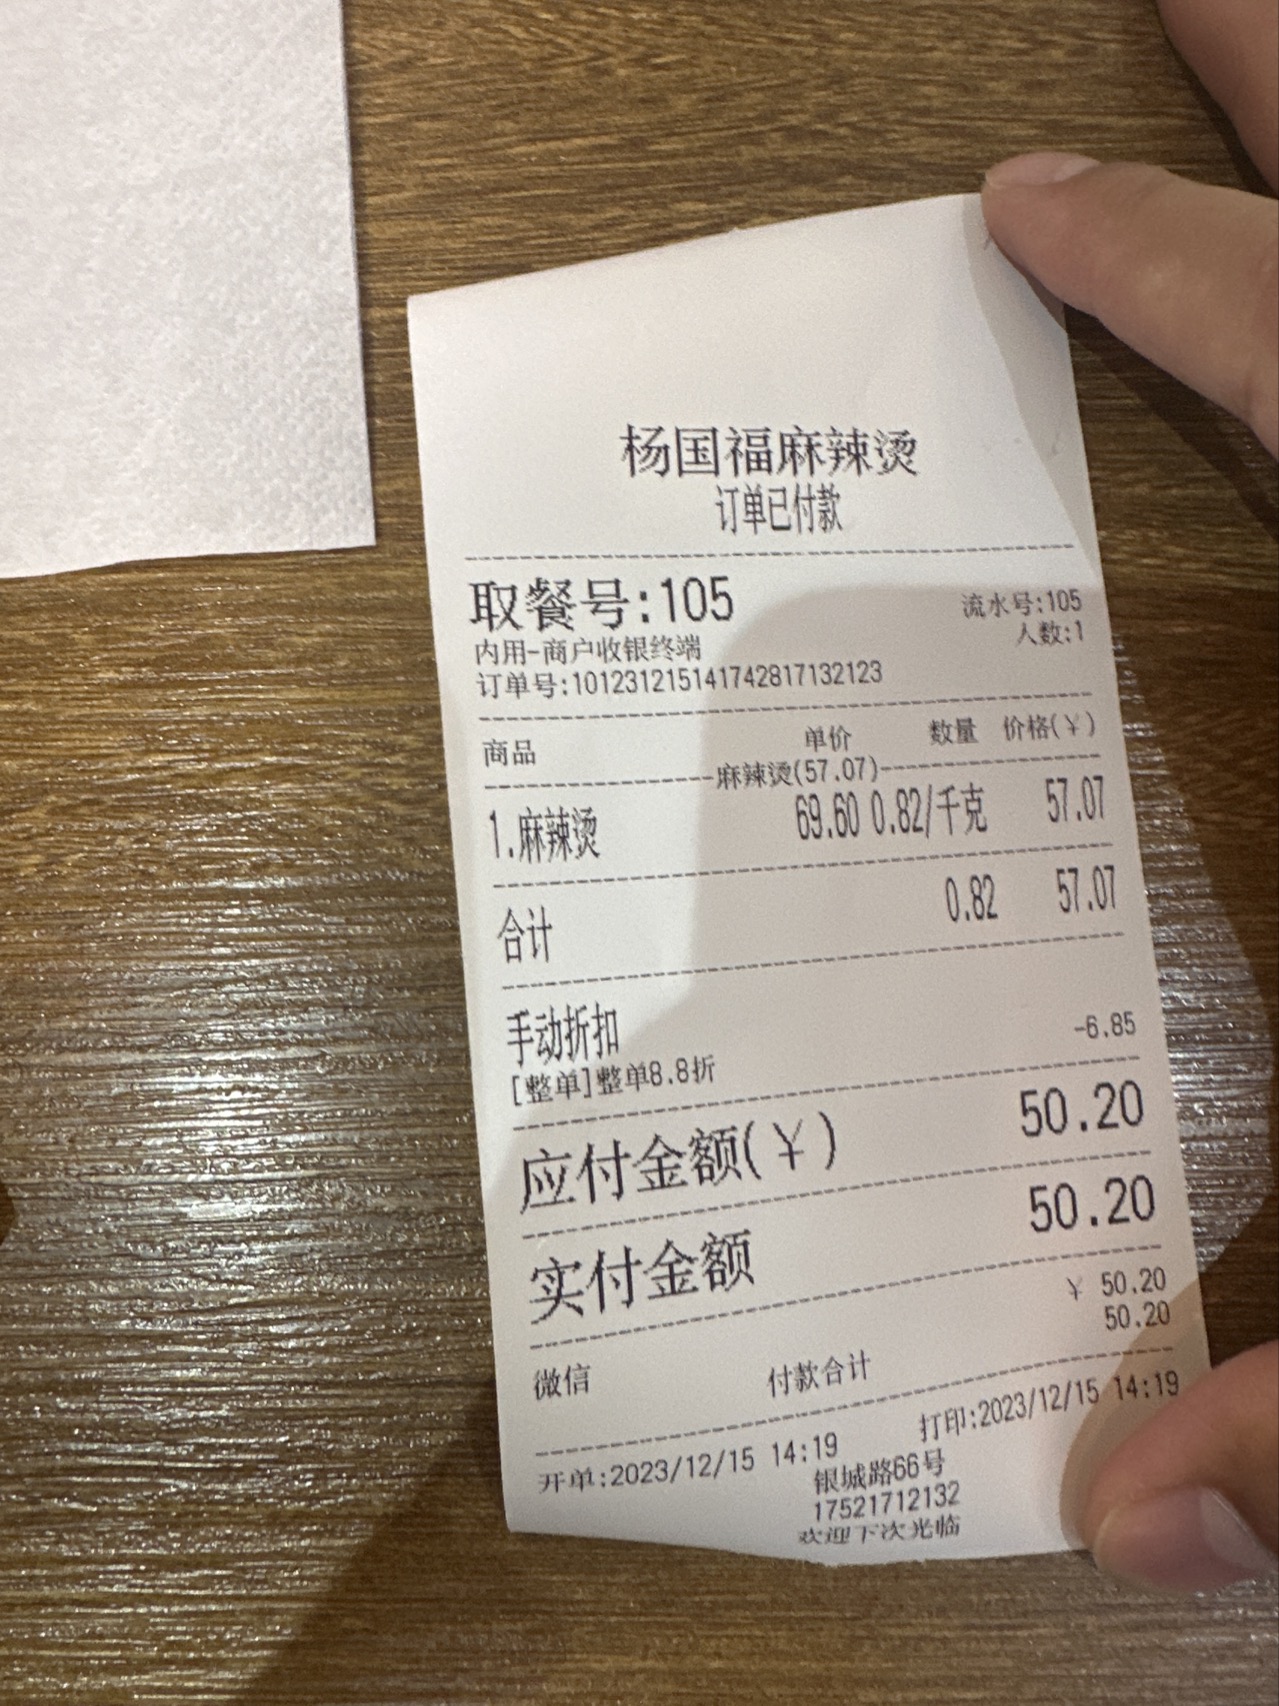 杨国福麻辣烫
订单已付款
取餐号:105 流水号:105
内用-商户收银终端 人数:1
订单号:101231215141742817132123
商品 单价 数量 价格(¥)
麻辣烫(57.07)
1.麻辣烫 69.60 0.82/千克 57.07
合计 0.82 57.07
手动折扣 -6.85
[整单]整单8.8折
应付金额(¥) 50.20
实付金额 50.20
微信 ¥ 50.20
付款合计 50.20
开单:2023/12/15 14:19 打印:2023/12/15 14:19
银城路66号
17521712132
欢迎下次光临